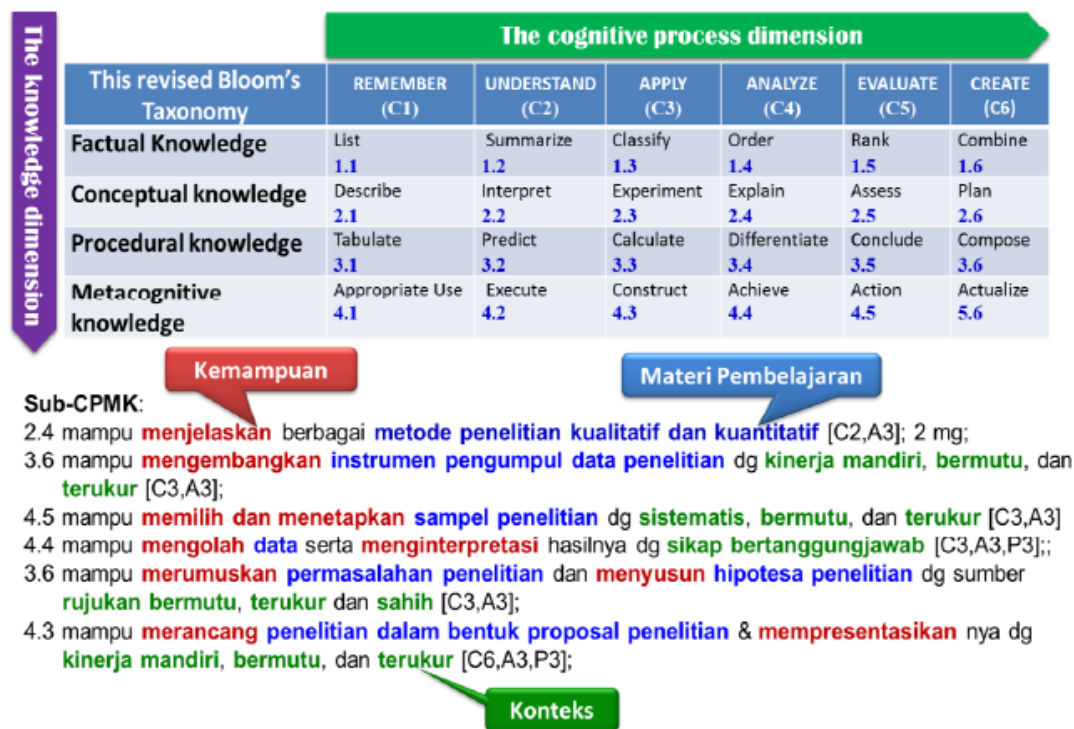 The knowledge dimension
The cognitive process dimension
This revised Bloom's Taxonomy
REMEMBER (C1)
UNDERSTAND (C2)
APPLY (C3)
ANALYZE (C4)
EVALUATE (C5)
CREATE (C6)
Factual Knowledge
List 1.1
Summarize 1.2
Classify 1.3
Order 1.4
Rank 1.5
Combine 1.6
Conceptual knowledge
Describe 2.1
Interpret 2.2
Experiment 2.3
Explain 2.4
Assess 2.5
Plan 2.6
Procedural knowledge
Tabulate 3.1
Predict 3.2
Calculate 3.3
Differentiate 3.4
Conclude 3.5
Compose 3.6
Metacognitive knowledge
Appropriate Use 4.1
Execute 4.2
Construct 4.3
Achieve 4.4
Action 4.5
Actualize 5.6
Kemampuan
Materi Pembelajaran
Sub-CPMK:
2.4 mampu menjelaskan berbagai metode penelitian kualitatif dan kuantitatif [C2,A3]; 2 mg;
3.6 mampu mengembangkan instrumen pengumpul data penelitian dg kinerja mandiri, bermutu, dan
terukur [C3,A3];
4.5 mampu memilih dan menetapkan sampel penelitian dg sistematis, bermutu, dan terukur [C3,A3]
4.4 mampu mengolah data serta menginterpretasi hasilnya dg sikap bertanggungjawab [C3,A3,P3];;
3.6 mampu merumuskan permasalahan penelitian dan menyusun hipotesa penelitian dg sumber
rujukan bermutu, terukur dan sahih [C3,A3];
4.3 mampu merancang penelitian dalam bentuk proposal penelitian & mempresentasikan nya dg
kinerja mandiri, bermutu, dan terukur [C6,A3,P3];
Konteks